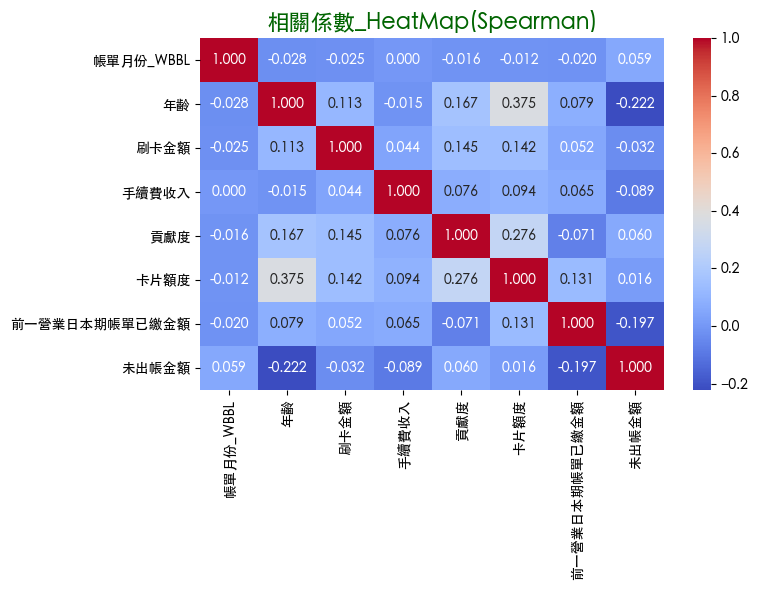 相關係數_HeatMap(Spearman)
帳單月份_WBBL 1.000 -0.028 -0.025 0.000 -0.016 -0.012 -0.020 0.059
年齡 -0.028 1.000 0.113 -0.015 0.167 0.375 0.079 -0.222
刷卡金額 -0.025 0.113 1.000 0.044 0.145 0.142 0.052 -0.032
手續費收入 0.000 -0.015 0.044 1.000 0.076 0.094 0.065 -0.089
貢獻度 -0.016 0.167 0.145 0.076 1.000 0.276 -0.071 0.060
卡片額度 -0.012 0.375 0.142 0.094 0.276 1.000 0.131 0.016
前一營業日本期帳單已繳金額 -0.020 0.079 0.052 0.065 -0.071 0.131 1.000 -0.197
未出帳金額 0.059 -0.222 -0.032 -0.089 0.060 0.016 -0.197 1.000
帳單月份_WBBL
年齡
刷卡金額
手續費收入
貢獻度
卡片額度
前一營業日本期帳單已繳金額
未出帳金額
1.0
0.8
0.6
0.4
0.2
0.0
−0.2